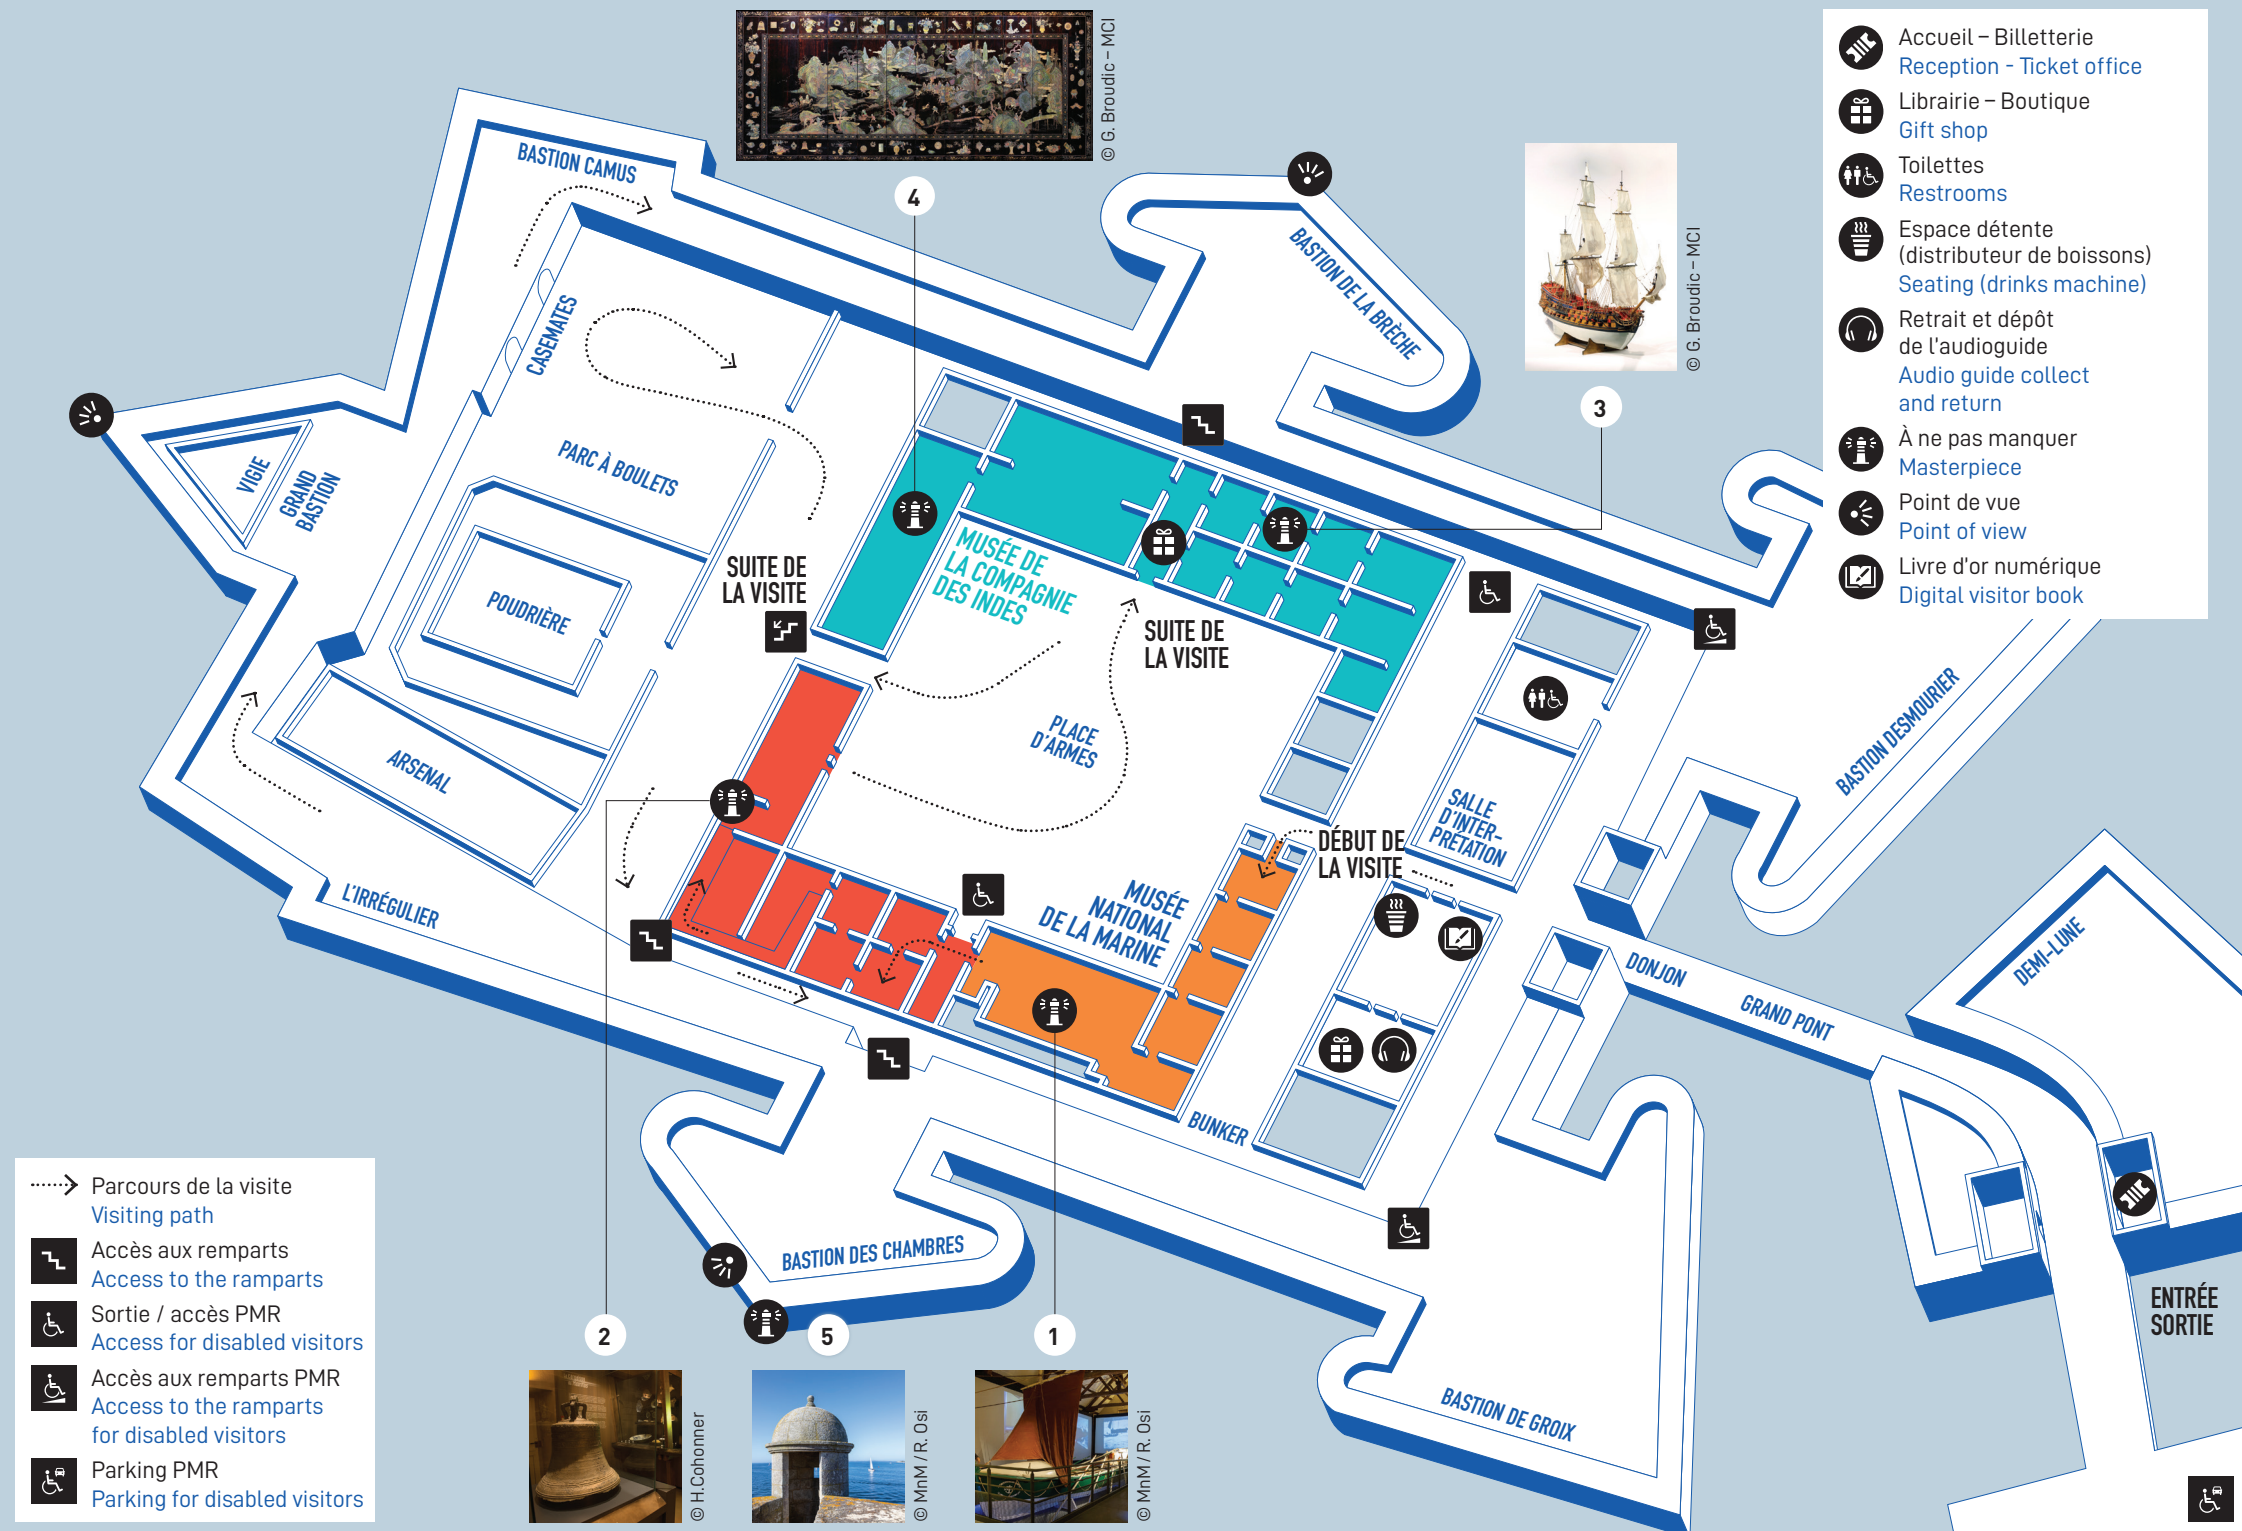 © G. Broudic – MCI
4
BASTION CAMUS
CASEMATES
PARC À BOULETS
VIGIE
GRAND
BASTION
POUDRIÈRE
ARSENAL
L'IRRÉGULIER
SUITE DE
LA VISITE
MUSÉE DE
LA COMPAGNIE
DES INDES
SUITE DE
LA VISITE
PLACE
D'ARMES
BASTION DE LA BRÈCHE
© G. Broudic – MCI
3
DÉBUT DE
LA VISITE
MUSÉE
NATIONAL
DE LA MARINE
SALLE
D'INTER-
PRÉTATION
BASTION DESMOURIER
DONJON
GRAND PONT
DEMI-LUNE
BUNKER
BASTION DES CHAMBRES
BASTION DE GROIX
ENTRÉE
SORTIE
2
5
1
© H.Cohonner
© MnM / R. Osi
© MnM / R. Osi
Accueil – Billetterie
Reception - Ticket office
Librairie – Boutique
Gift shop
Toilettes
Restrooms
Espace détente
(distributeur de boissons)
Seating (drinks machine)
Retrait et dépôt
de l'audioguide
Audio guide collect
and return
À ne pas manquer
Masterpiece
Point de vue
Point of view
Livre d'or numérique
Digital visitor book
Parcours de la visite
Visiting path
Accès aux remparts
Access to the ramparts
Sortie / accès PMR
Access for disabled visitors
Accès aux remparts PMR
Access to the ramparts
for disabled visitors
Parking PMR
Parking for disabled visitors